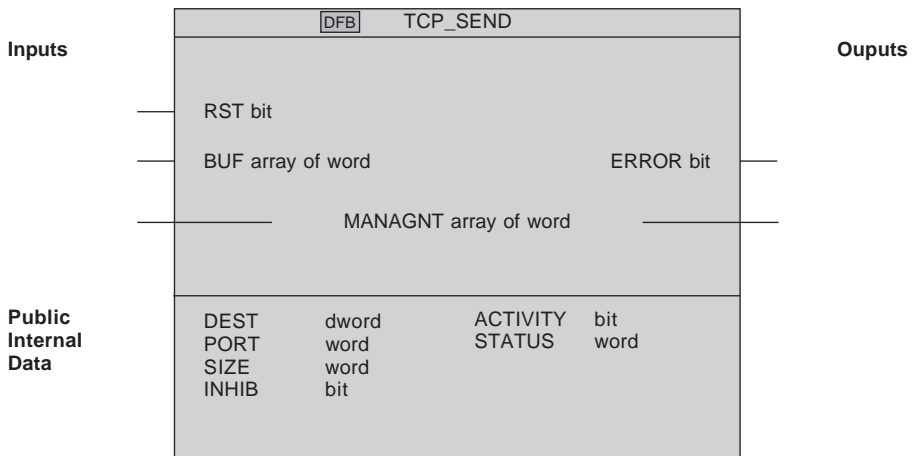 DFB TCP_SEND
Inputs
Ouputs
RST bit
BUF array of word ERROR bit
MANAGNT array of word
Public
Internal
Data
DEST dword ACTIVITY bit
PORT word STATUS word
SIZE word
INHIB bit